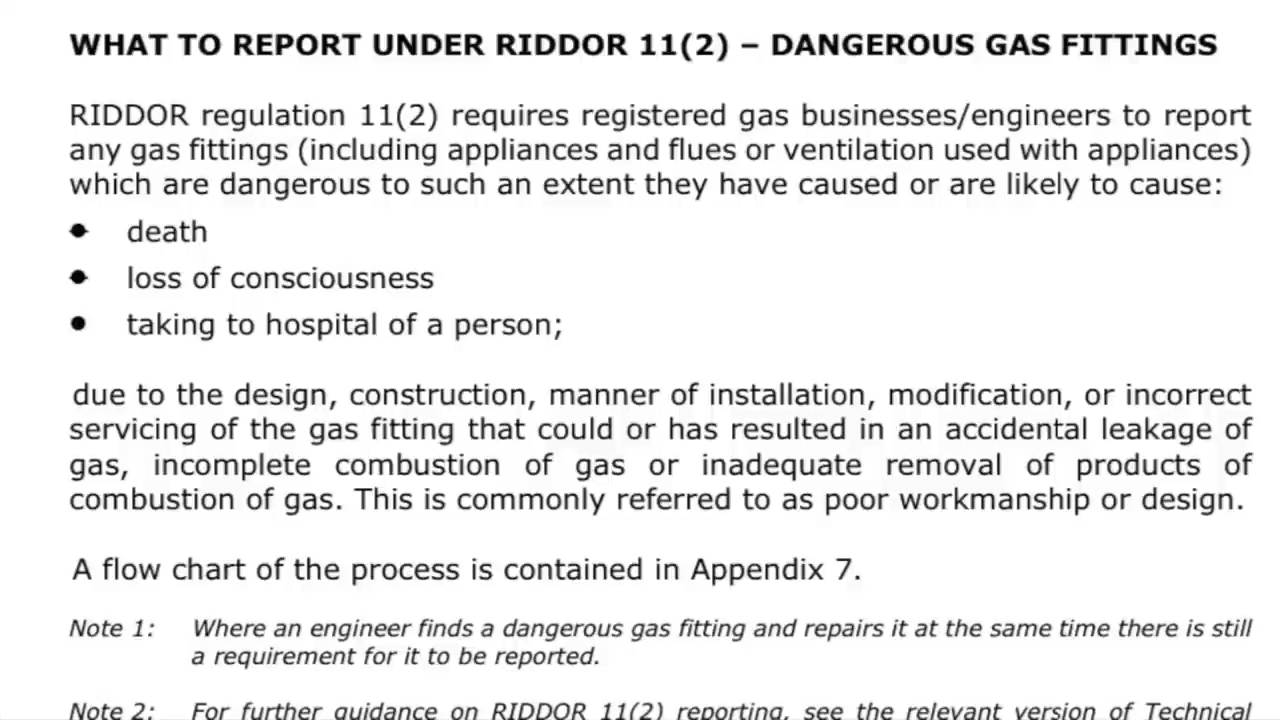 WHAT TO REPORT UNDER RIDDOR 11(2) – DANGEROUS GAS FITTINGS
RIDDOR regulation 11(2) requires registered gas businesses/engineers to report
any gas fittings (including appliances and flues or ventilation used with appliances)
which are dangerous to such an extent they have caused or are likely to cause:
• death
• loss of consciousness
• taking to hospital of a person;
due to the design, construction, manner of installation, modification, or incorrect
servicing of the gas fitting that could or has resulted in an accidental leakage of
gas, incomplete combustion of gas or inadequate removal of products of
combustion of gas. This is commonly referred to as poor workmanship or design.
A flow chart of the process is contained in Appendix 7.
Note 1: Where an engineer finds a dangerous gas fitting and repairs it at the same time there is still
a requirement for it to be reported.
Note 2: For further guidance on RIDDOR 11(2) reporting, see the relevant version of Technical